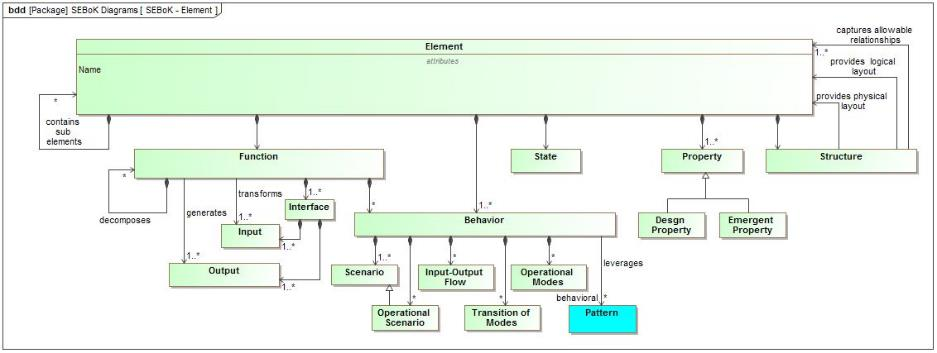 bdd [Package] SEBoK Diagrams [ SEBoK - Element ]
captures allowable
relationships
Element
attributes
1..*
provides logical
layout
Name
provides physical
layout
*
contains
sub
elements
1..*
Function
State
Property
Structure
*
transforms
1..*
Interface
*
1..*
decomposes
generates
1..*
Input
1..*
Behavior
Desgn
Property
Emergent
Property
1..*
Output
1..*
1..*
Scenario
Input-Output
Flow
*
Operational
Modes
*
leverages
*
*
behavioral
*
Operational
Scenario
Transition of
Modes
Pattern